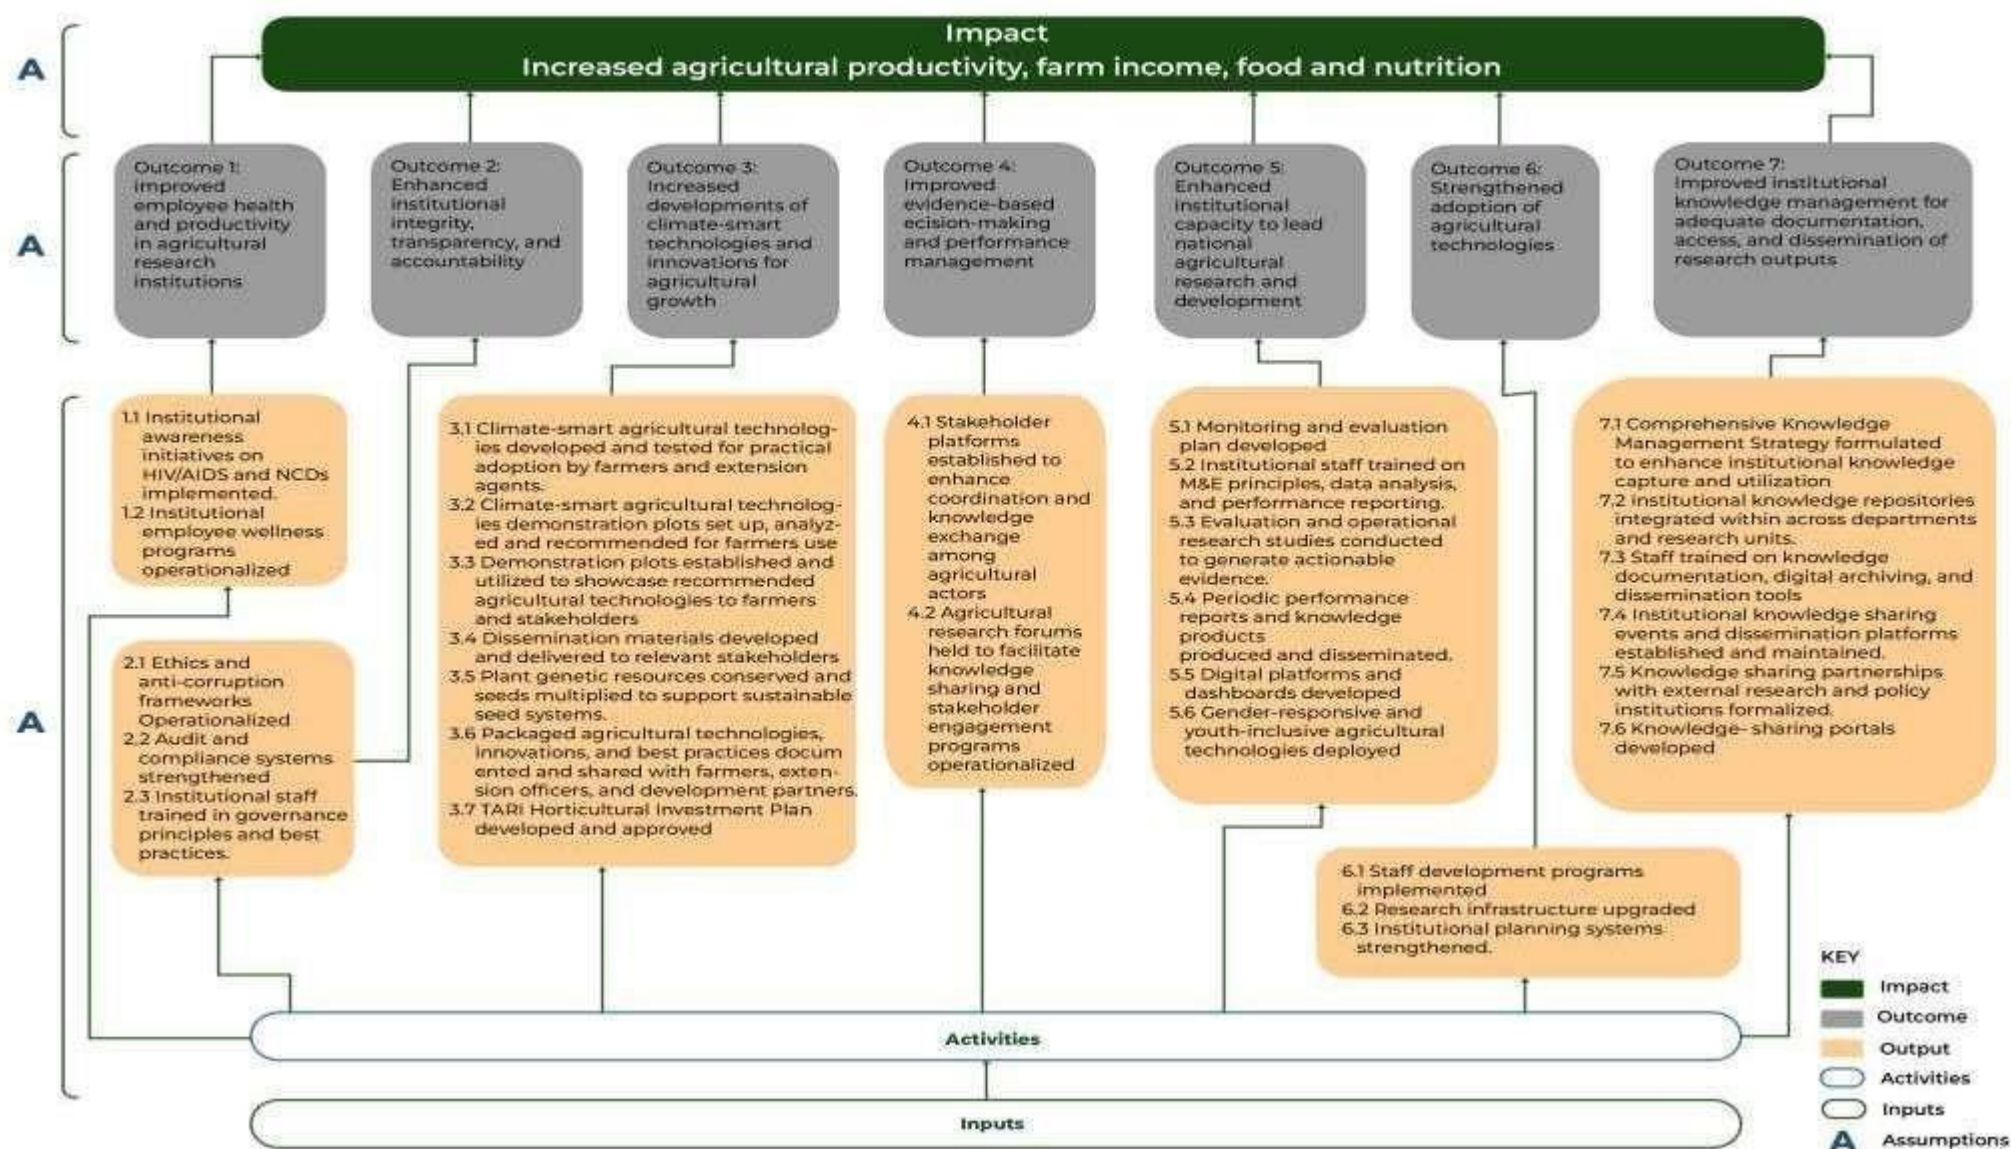 Impact
Increased agricultural productivity, farm income, food and nutrition
A
Outcome 1:
Improved
employee health
and productivity
in agricultural
research
institutions
Outcome 2:
Enhanced
institutional
integrity,
transparency, and
accountability
Outcome 3:
Increased
developments of
climate-smart
technologies and
innovations for
agricultural
growth
Outcome 4:
Improved
evidence-based
ecision-making
and performance
management
Outcome 5:
Enhanced
institutional
capacity to lead
national
agricultural
research and
development
Outcome 6:
Strengthened
adoption of
agricultural
technologies
Outcome 7:
Improved institutional
knowledge management for
adequate documentation,
access, and dissemination of
research outputs
A
1.1 Institutional
awareness
initiatives on
HIV/AIDS and NCDs
implemented.
1.2 Institutional
employee wellness
programs
operationalized
2.1 Ethics and
anti-corruption
frameworks
Operationalized
2.2 Audit and
compliance systems
strengthened
2.3 Institutional staff
trained in governance
principles and best
practices.
3.1 Climate-smart agricultural technolog-
ies developed and tested for practical
adoption by farmers and extension
agents.
3.2 Climate-smart agricultural technolog-
ies demonstration plots set up, analyz-
ed and recommended for farmers use
3.3 Demonstration plots established and
utilized to showcase recommended
agricultural technologies to farmers
and stakeholders
3.4 Dissemination materials developed
and delivered to relevant stakeholders
3.5 Plant genetic resources conserved and
seeds multiplied to support sustainable
seed systems.
3.6 Packaged agricultural technologies,
innovations, and best practices docum
ented and shared with farmers, exten-
sion officers, and development partners.
3.7 TARI Horticultural Investment Plan
developed and approved
4.1 Stakeholder
platforms
established to
enhance
coordination and
knowledge
exchange
among
agricultural
actors
4.2 Agricultural
research forums
held to facilitate
knowledge
sharing and
stakeholder
engagement
programs
operationalized
5.1 Monitoring and evaluation
plan developed
5.2 Institutional staff trained on
M&E principles, data analysis,
and performance reporting.
5.3 Evaluation and operational
research studies conducted
to generate actionable
evidence.
5.4 Periodic performance
reports and knowledge
products
produced and disseminated.
5.5 Digital platforms and
dashboards developed
5.6 Gender-responsive and
youth-inclusive agricultural
technologies deployed
6.1 Staff development programs
implemented
6.2 Research infrastructure upgraded
6.3 Institutional planning systems
strengthened.
7.1 Comprehensive Knowledge
Management Strategy formulated
to enhance institutional knowledge
capture and utilization
7.2 Institutional knowledge repositories
integrated within across departments
and research units.
7.3 Staff trained on knowledge
documentation, digital archiving, and
dissemination tools
7.4 Institutional knowledge sharing
events and dissemination platforms
established and maintained.
7.5 Knowledge sharing partnerships
with external research and policy
institutions formalized.
7.6 Knowledge- sharing portals
developed
A
Activities
Inputs
KEY
Impact
Outcome
Output
Activities
Inputs
A Assumptions